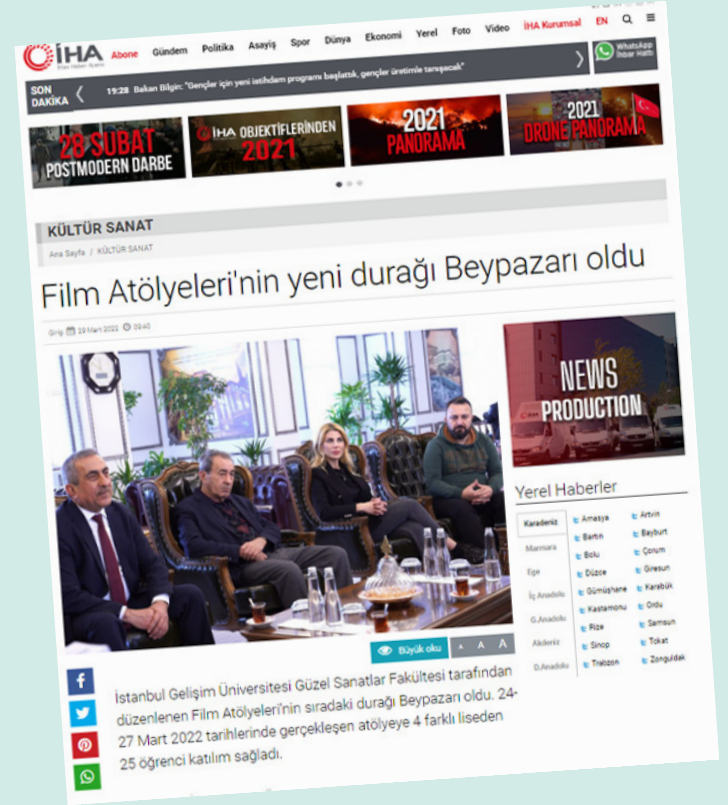 İHA
Abone Gündem Politika Asayiş Spor Dünya Ekonomi Yerel Foto Video İHA Kurumsal EN
SON DAKİKA
19:28 Bakan Bilgin: "Gençler için yeni istihdam programı başlattık, gençler üretimle tanışacak"
WhatsApp
İhbar Hattı
28 ŞUBAT
POSTMODERN DARBE
İHA OBJEKTİFLERİNDEN
2021
2021
PANORAMA
2021
DRONE PANORAMA
KÜLTÜR SANAT
Ana Sayfa / KÜLTÜR SANAT
Film Atölyeleri'nin yeni durağı Beypazarı oldu
Giriş 29 Mart 2022 09:40
NEWS
PRODUCTION
Yerel Haberler
Karadeniz Amasya Artvin
Marmara Bartın Bayburt
Bolu Çorum
Ege Düzce Giresun
İç Anadolu Gümüşhane Karabük
G.Anadolu Kastamonu Ordu
Rize Samsun
Akdeniz Sinop Tokat
D.Anadolu Trabzon Zonguldak
Büyük oku A A A
İstanbul Gelişim Üniversitesi Güzel Sanatlar Fakültesi tarafından
düzenlenen Film Atölyeleri'nin sıradaki durağı Beypazarı oldu. 24-
27 Mart 2022 tarihlerinde gerçekleşen atölyeye 4 farklı liseden
25 öğrenci katılım sağladı.